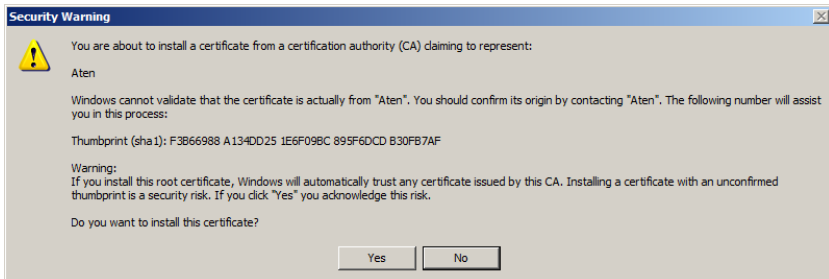 Security Warning
You are about to install a certificate from a certification authority (CA) claiming to represent:
Aten
Windows cannot validate that the certificate is actually from "Aten". You should confirm its origin by contacting "Aten". The following number will assist
you in this process:
Thumbprint (sha1): F3B66988 A134DD25 1E6F09BC 895F6DCD B30FB7AF
Warning:
If you install this root certificate, Windows will automatically trust any certificate issued by this CA. Installing a certificate with an unconfirmed
thumbprint is a security risk. If you click "Yes" you acknowledge this risk.
Do you want to install this certificate?
Yes No